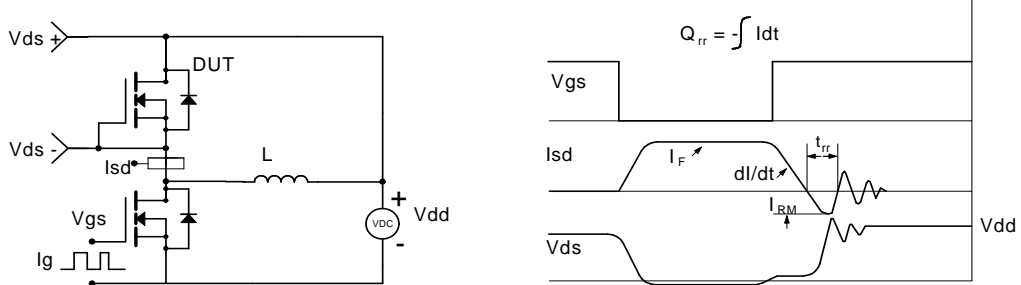 Vds +
DUT
Vds -
Isd
L
Vgs
Ig
+
VDC
-
Vdd
Q rr = - ∫ Idt
Vgs
Isd
I F
dI/dt
t rr
I RM
Vds
Vdd